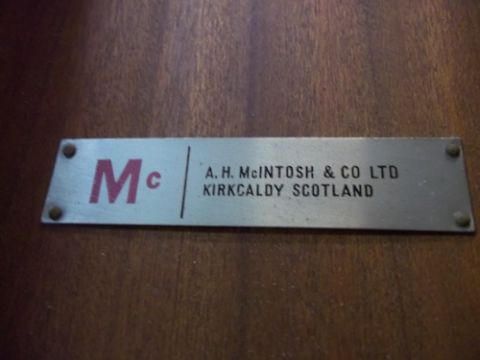 Mc
A.H. McINTOSH & CO LTD
KIRKCALDY SCOTLAND